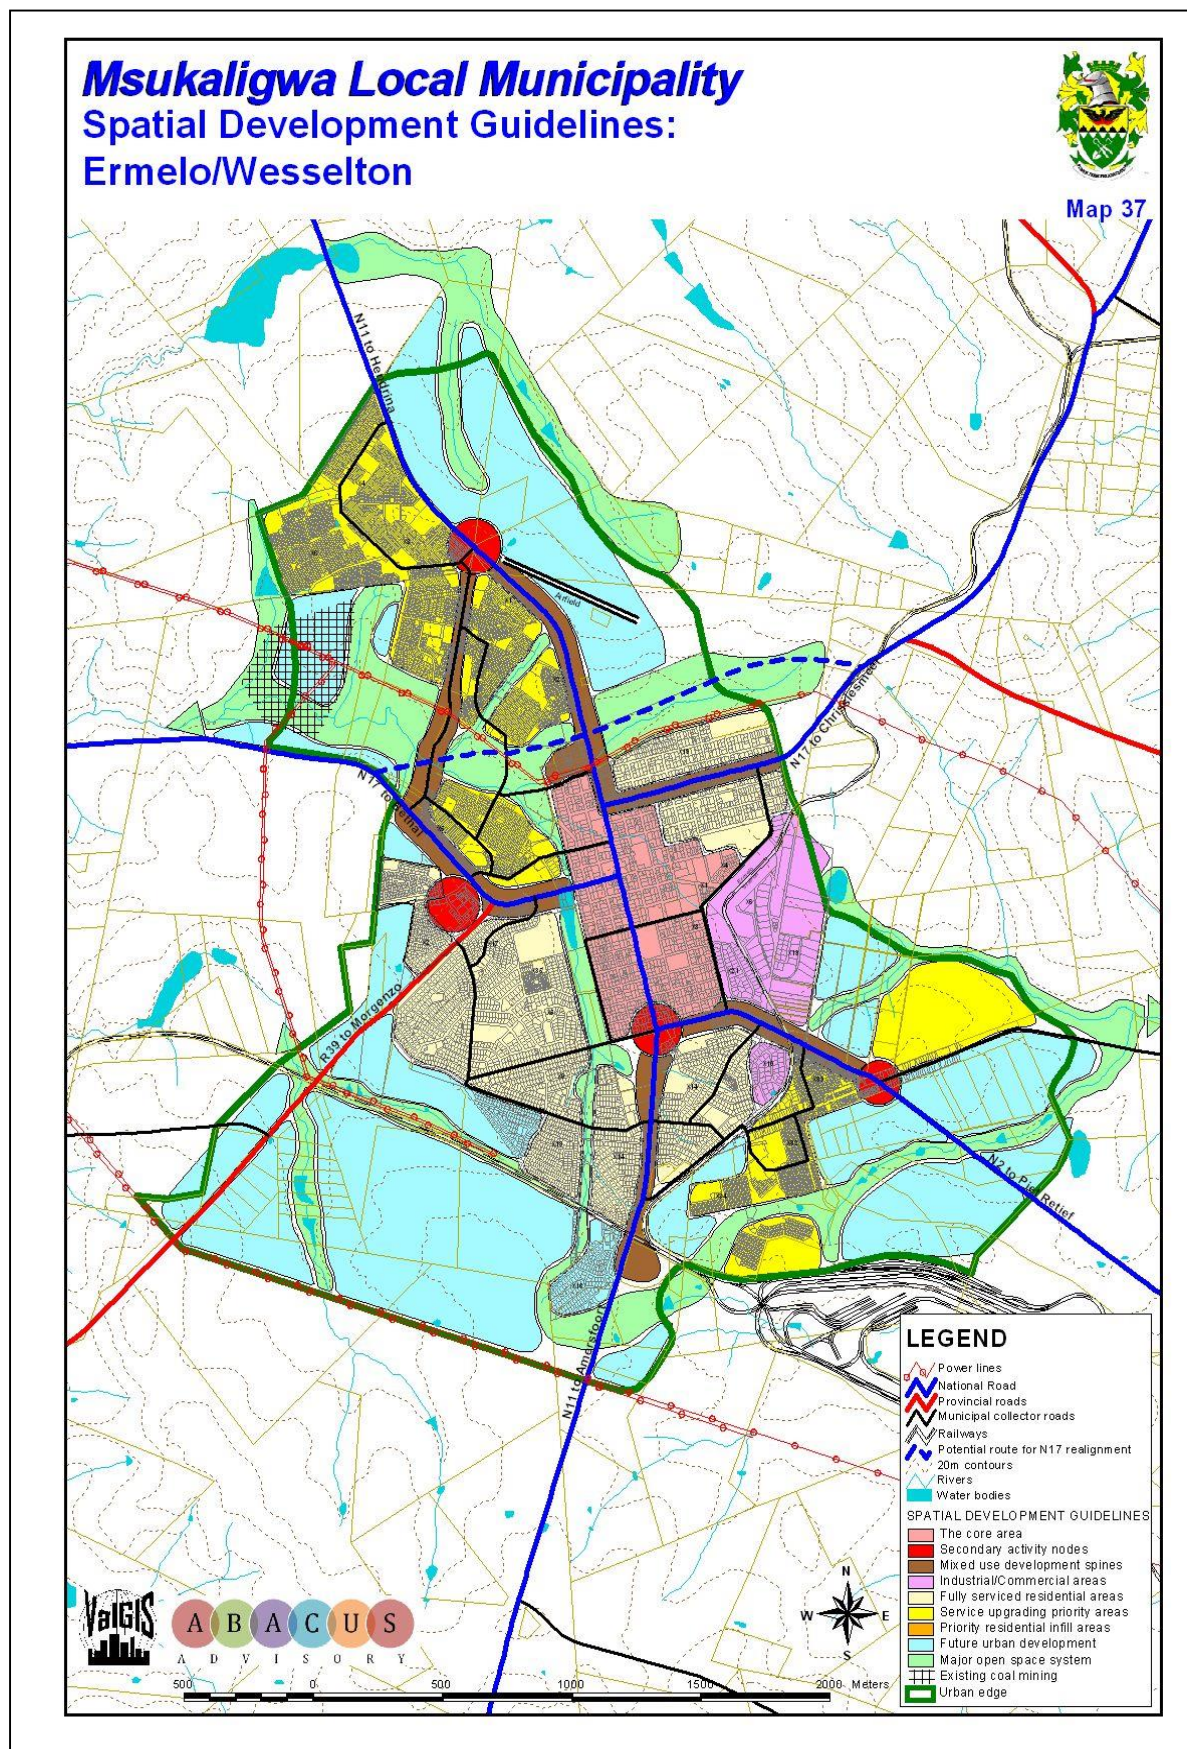 Msukaligwa Local Municipality
Spatial Development Guidelines:
Ermelo/Wesselton
Map 37
N11 to Hendrina
Airfield
N17 to Chrissiesmeer
N17 to Bethal
R39 to Morgenzo
N2 to Piet Retief
N11 to Amersfoort
LEGEND
Power lines
National Road
Provincial roads
Municipal collector roads
Railways
Potential route for N17 realignment
20m contours
Rivers
Water bodies
SPATIAL DEVELOPMENT GUIDELINES
The core area
Secondary activity nodes
Mixed use development spines
Industrial/Commercial areas
Fully serviced residential areas
Service upgrading priority areas
Priority residential infill areas
Future urban development
Major open space system
Existing coal mining
Urban edge
N
W E
S
ValGIS
ABACUS
ADVISORY
500 0 500 1000 1500 2000 Meters